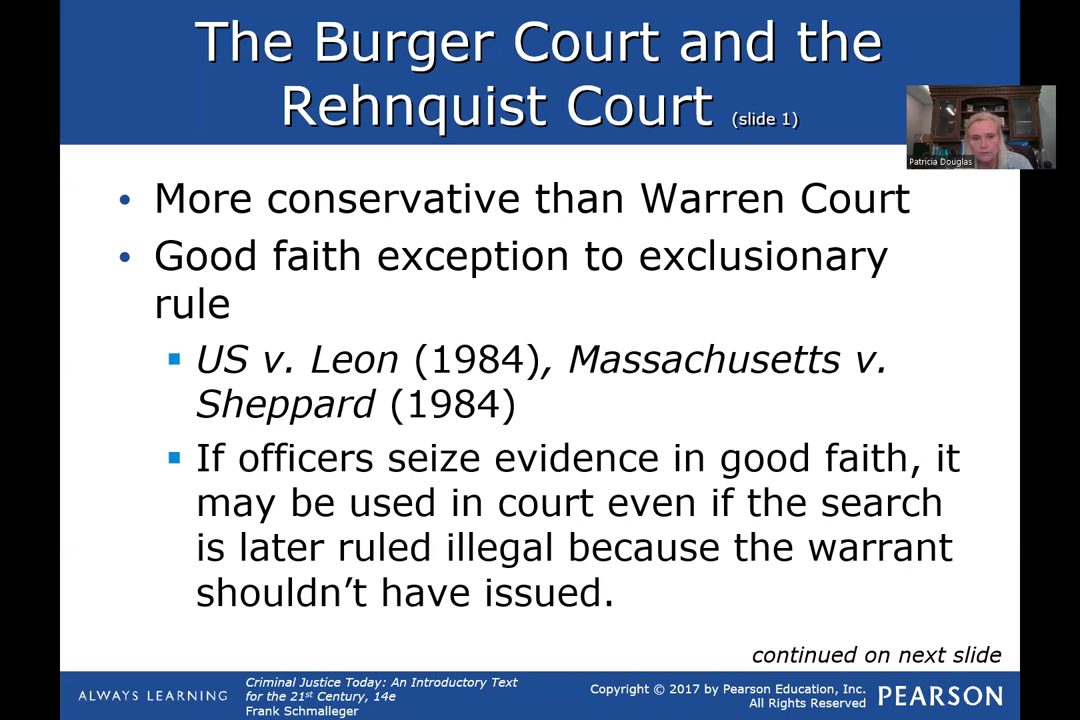 The Burger Court and the
Rehnquist Court (slide 1)
Patricia Douglas
• More conservative than Warren Court
• Good faith exception to exclusionary
rule
▪ US v. Leon (1984), Massachusetts v.
Sheppard (1984)
▪ If officers seize evidence in good faith, it
may be used in court even if the search
is later ruled illegal because the warrant
shouldn’t have issued.
continued on next slide
ALWAYS LEARNING
Criminal Justice Today: An Introductory Text
for the 21st Century, 14e
Frank Schmalleger
Copyright © 2017 by Pearson Education, Inc.
All Rights Reserved
PEARSON